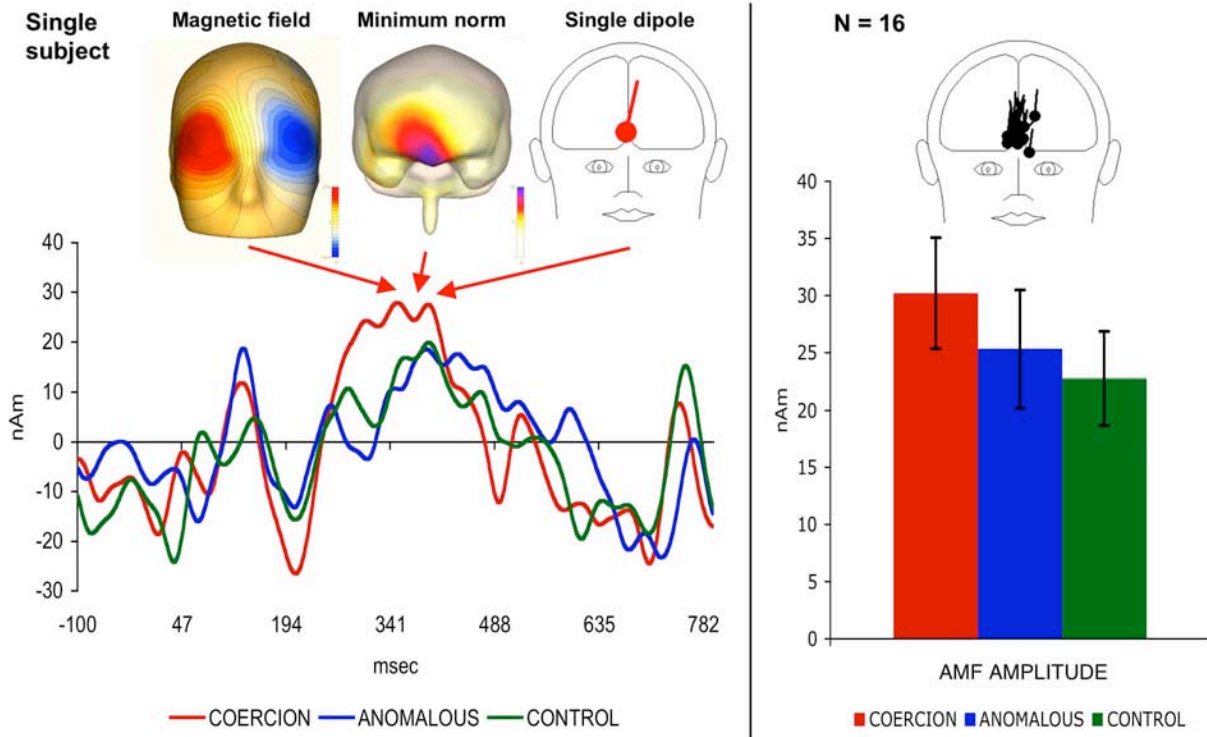 Single
subject
Magnetic field
Minimum norm
Single dipole
40
30
20
10
0
-10
-20
-30
nAm
-100 47 194 341 488 635 782
msec
COERCION ANOMALOUS CONTROL
N = 16
40
35
30
25
20
15
10
5
0
nAm
AMF AMPLITUDE
COERCION ANOMALOUS CONTROL